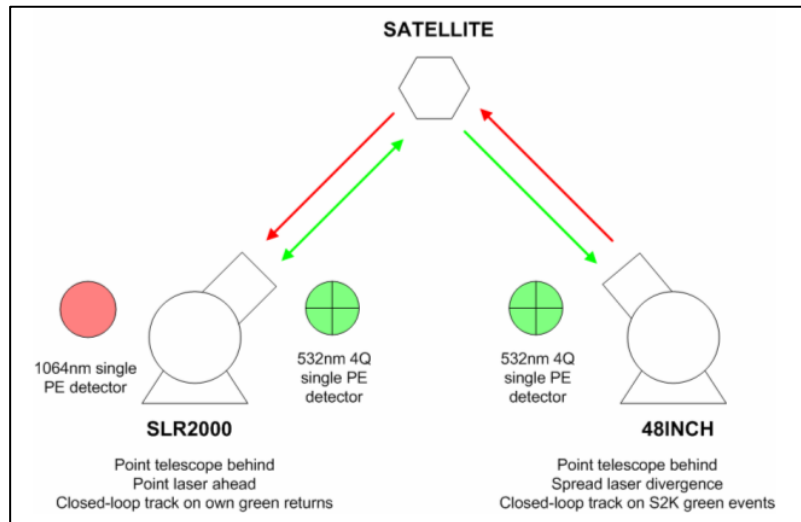 SATELLITE
1064nm single
PE detector
532nm 4Q
single PE
detector
532nm 4Q
single PE
detector
SLR2000
48INCH
Point telescope behind
Point laser ahead
Closed-loop track on own green returns
Point telescope behind
Spread laser divergence
Closed-loop track on S2K green events